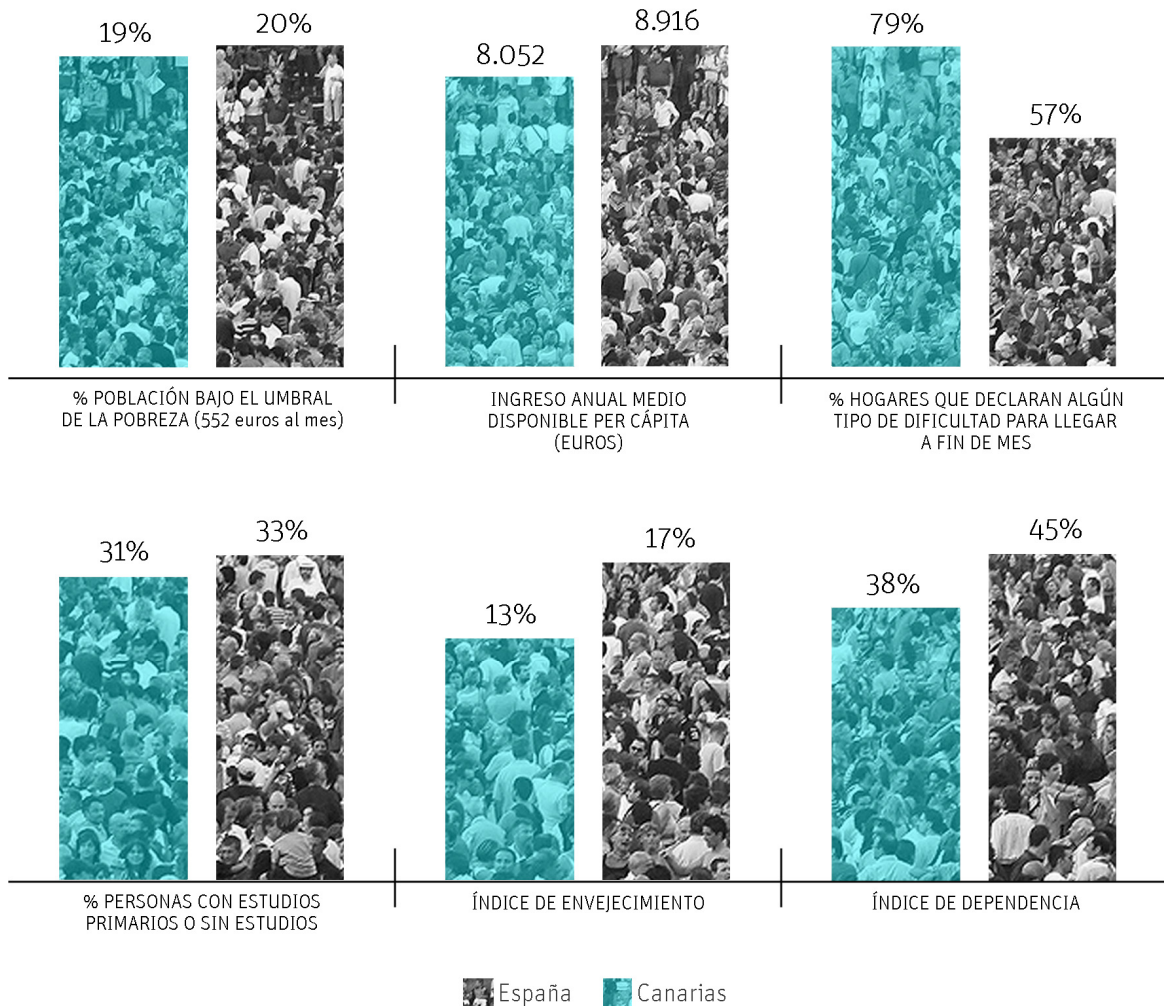 19%
20%
8.052
8.916
79%
57%
% POBLACIÓN BAJO EL UMBRAL
DE LA POBREZA (552 euros al mes)
INGRESO ANUAL MEDIO
DISPONIBLE PER CÁPITA
(EUROS)
% HOGARES QUE DECLARAN ALGÚN
TIPO DE DIFICULTAD PARA LLEGAR
A FIN DE MES
31%
33%
13%
17%
38%
45%
% PERSONAS CON ESTUDIOS
PRIMARIOS O SIN ESTUDIOS
ÍNDICE DE ENVEJECIMIENTO
ÍNDICE DE DEPENDENCIA
España
Canarias